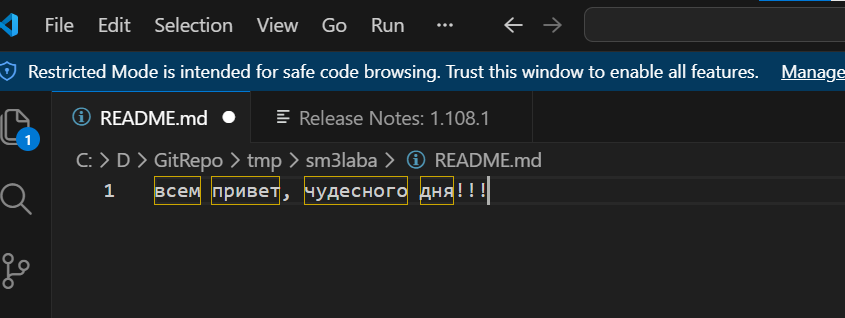 File Edit Selection View Go Run ···
Restricted Mode is intended for safe code browsing. Trust this window to enable all features. Manage
README.md Release Notes: 1.108.1
1
C: > D > GitRepo > tmp > sm3laba > README.md
1 всем привет, чудесного дня!!!